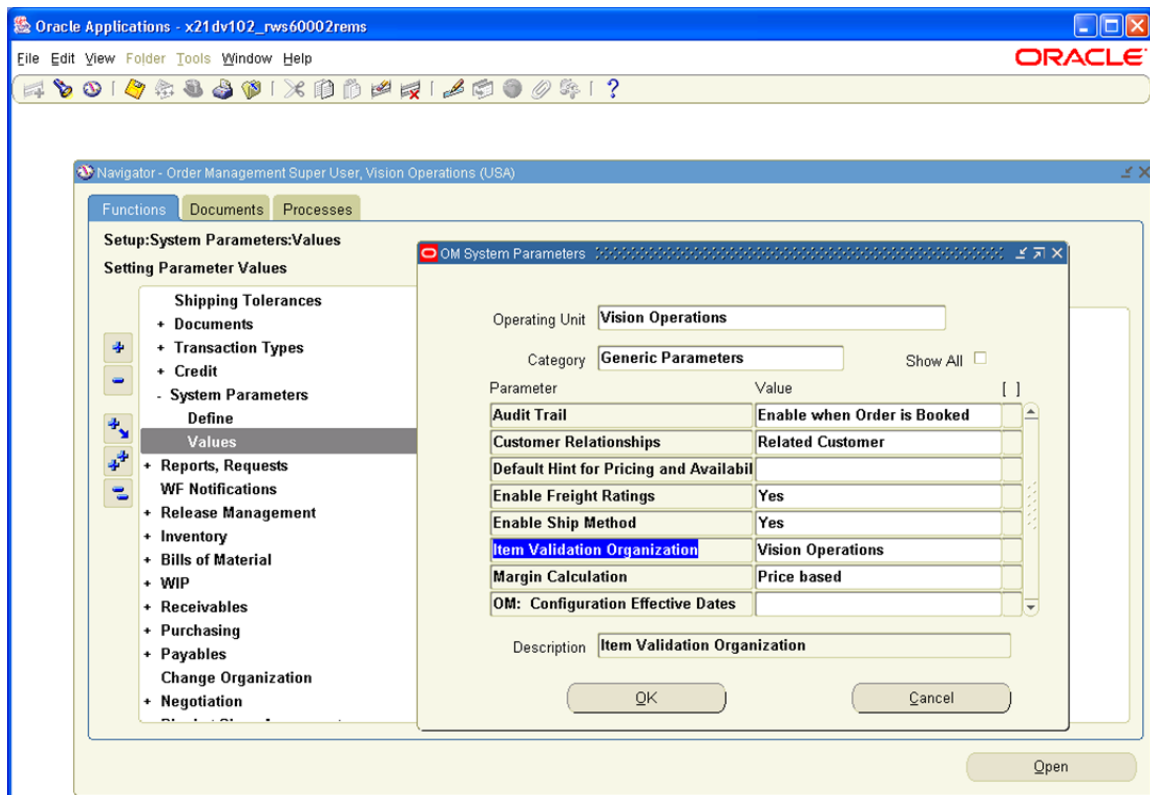 Oracle Applications - x21dv102_rws60002rems
File Edit View Folder Tools Window Help
ORACLE
Navigator - Order Management Super User, Vision Operations (USA)
Functions Documents Processes
Setup:System Parameters:Values
Setting Parameter Values
Shipping Tolerances
+ Documents
+ Transaction Types
+ Credit
- System Parameters
Define
Values
+ Reports, Requests
WF Notifications
+ Release Management
+ Inventory
+ Bills of Material
+ WIP
+ Receivables
+ Purchasing
+ Payables
Change Organization
+ Negotiation
OM System Parameters
Operating Unit Vision Operations
Category Generic Parameters Show All
Parameter Value [ ]
Audit Trail Enable when Order is Booked
Customer Relationships Related Customer
Default Hint for Pricing and Availabil
Enable Freight Ratings Yes
Enable Ship Method Yes
Item Validation Organization Vision Operations
Margin Calculation Price based
OM: Configuration Effective Dates
Description Item Validation Organization
OK Cancel
Open